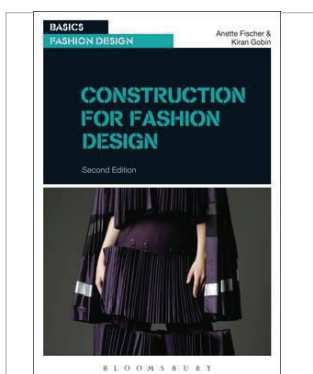 BASICS
FASHION DESIGN
Anette Fischer &
Kiran Gobin
CONSTRUCTION
FOR FASHION
DESIGN
Second Edition
BLOOMSBURY